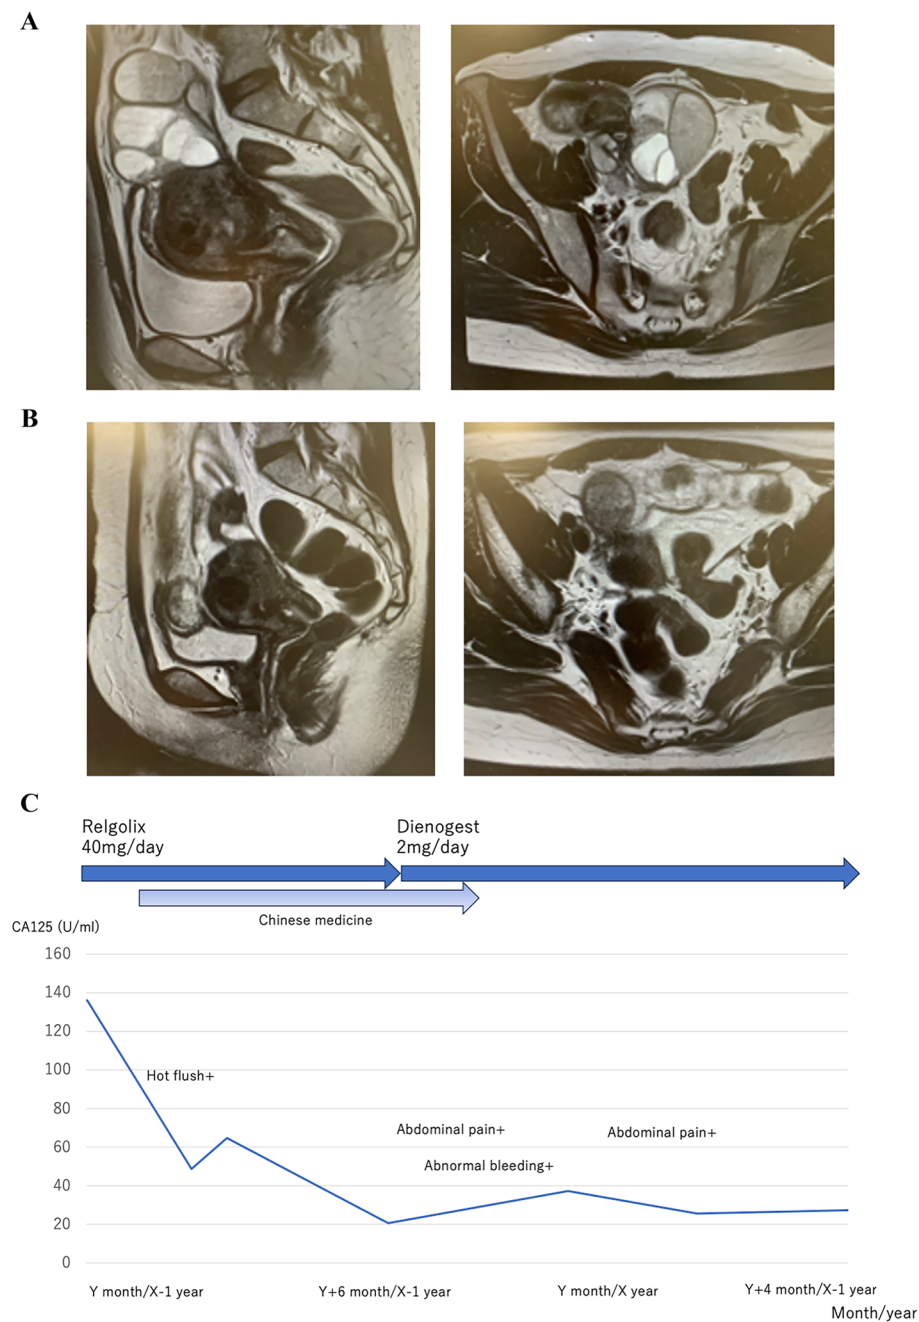 A
B
C
Relgolix
40mg/day
Dienogest
2mg/day
Chinese medicine
CA125 (U/ml)
160
140
120
100
80
60
40
20
0
Hot flush+
Abdominal pain+
Abnormal bleeding+
Abdominal pain+
Y month/X-1 year
Y+6 month/X-1 year
Y month/X year
Y+4 month/X-1 year
Month/year